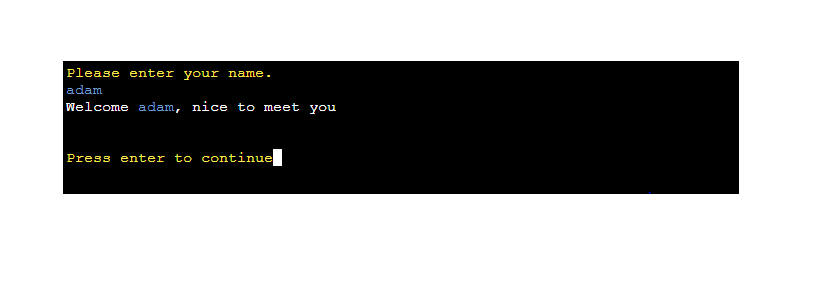 Please enter your name.
adam
Welcome adam, nice to meet you
Press enter to continue